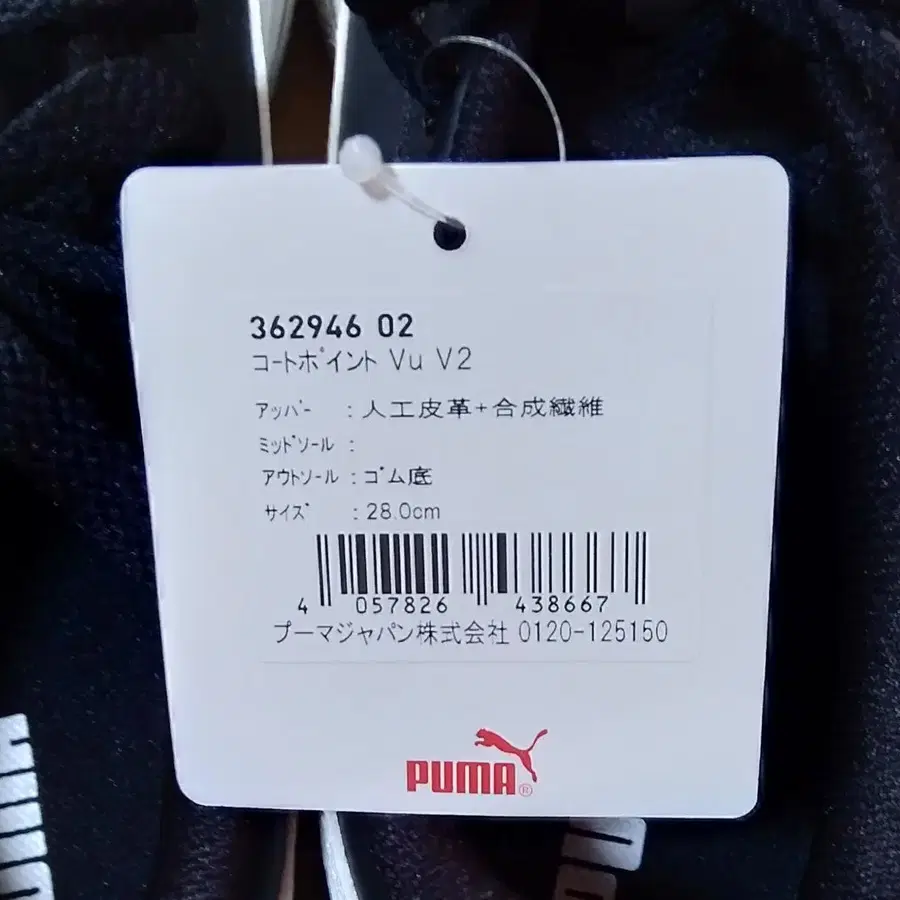 362946 02
コートポイント Vu V2
アッパー : 人工皮革+合成繊維
ミッドソール :
アウトソール : ゴム底
サイズ : 28.0cm
4 057826 438667
プーマジャパン株式会社 0120-125150
PUMA®